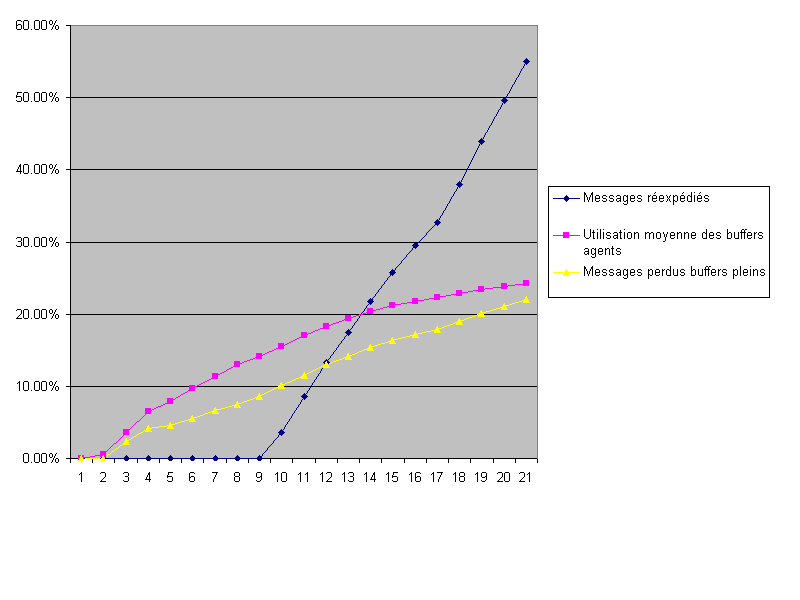 60.00%
50.00%
40.00%
30.00%
20.00%
10.00%
0.00%
1 2 3 4 5 6 7 8 9 10 11 12 13 14 15 16 17 18 19 20 21
Messages réexpédiés
Utilisation moyenne des buffers
agents
Messages perdus buffers pleins